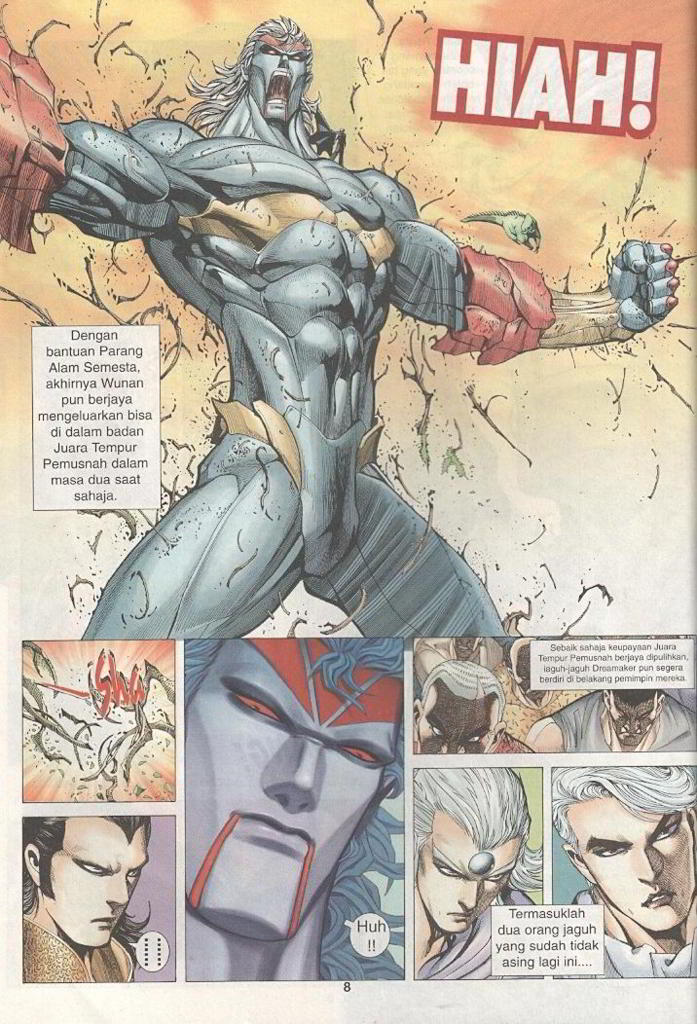 HIAH!
Dengan
bantuan Parang
Alam Semesta,
akhirnya Wunan
pun berjaya
mengeluarkan bisa
di dalam badan
Juara Tempur
Pemusnah dalam
masa dua saat
sahaja.
Sebaik sahaja keupayaan Juara
Tempur Pemusnah berjaya dipulihkan,
jaguh-jaguh Dreamaker pun segera
berdiri di belakang pemimpin mereka.
!!!
Huh
!!
Termasuklah
dua orang jaguh
yang sudah tidak
asing lagi ini....
8